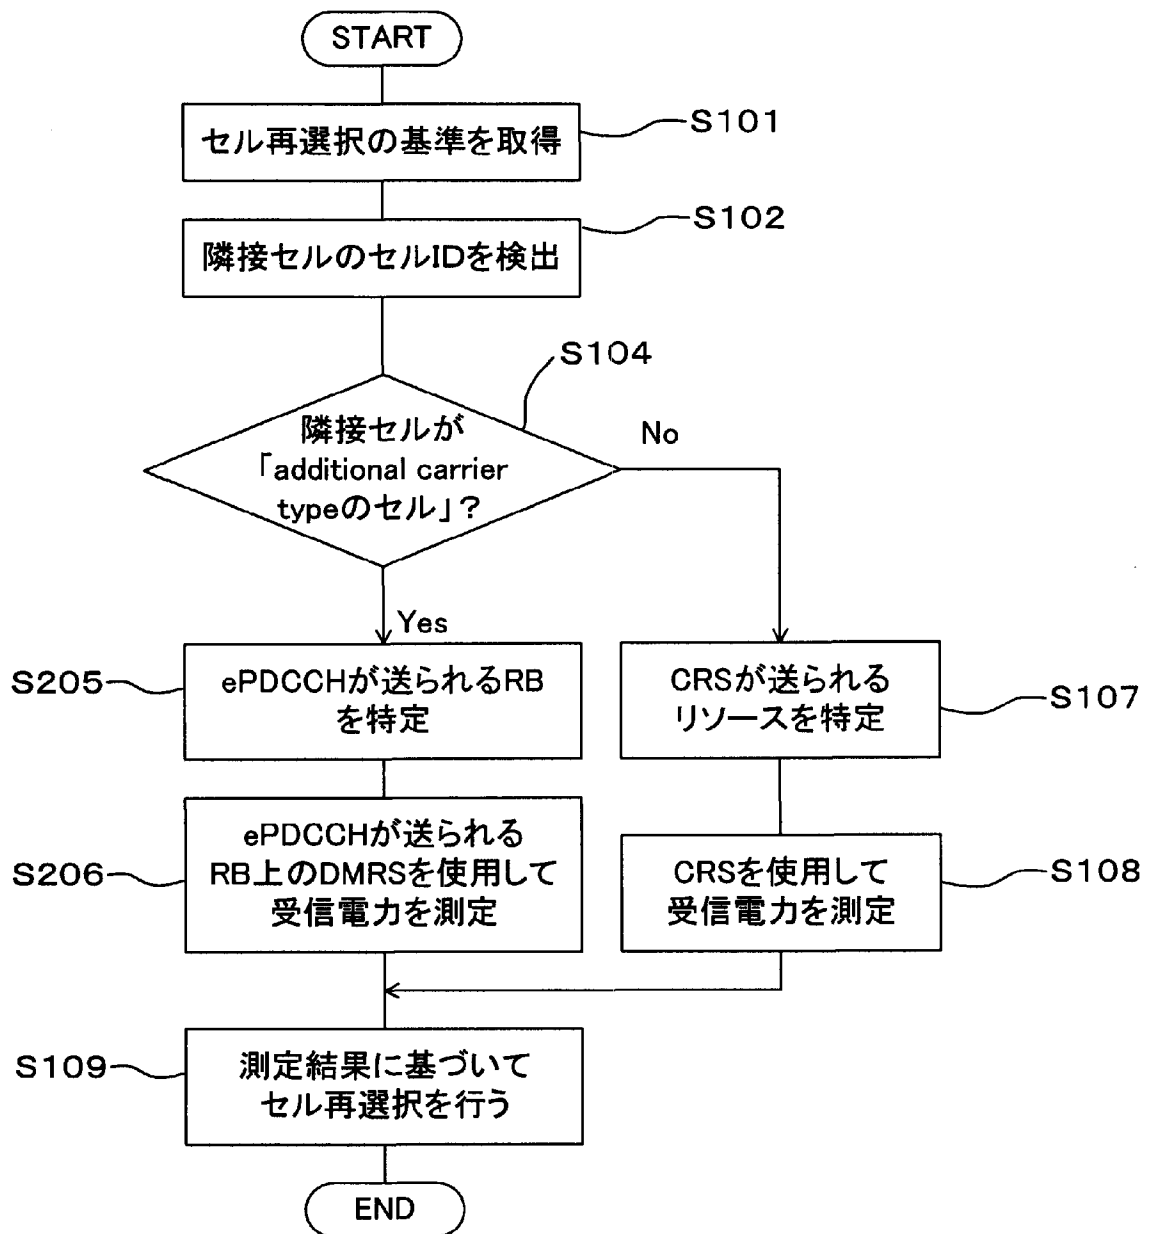 START
セル再選択の基準を取得
S101
隣接セルのセルIDを検出
S102
S104
隣接セルが
「additional carrier
typeのセル」？
No
Yes
S205
ePDCCHが送られるRB
を特定
CRSが送られる
リソースを特定
S107
S206
ePDCCHが送られる
RB上のDMRSを使用して
受信電力を測定
CRSを使用して
受信電力を測定
S108
S109
測定結果に基づいて
セル再選択を行う
END